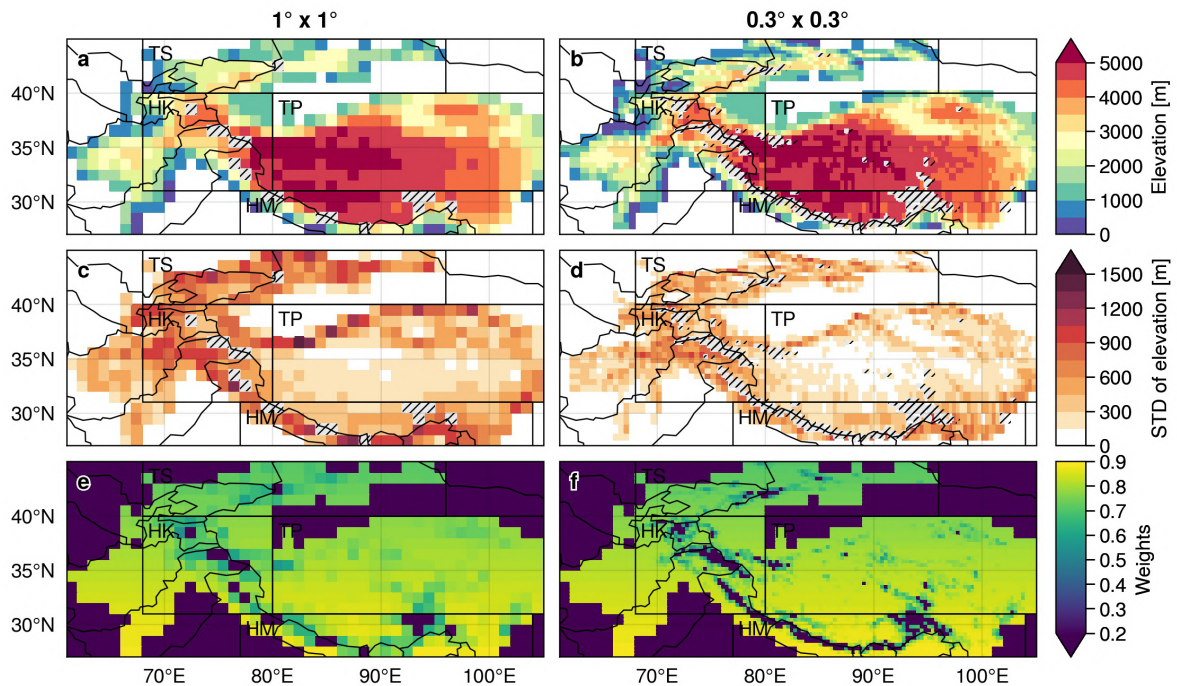 1° x 1°
0.3° x 0.3°
a
TS
HK
TP
HM
40°N
35°N
30°N
b
TS
HK
TP
HM
5000
4000
3000
2000
1000
0
Elevation [m]
c
TS
HK
TP
HM
40°N
35°N
30°N
d
TS
HK
TP
HM
1500
1200
900
600
300
0
STD of elevation [m]
e
TS
HK
TP
HM
40°N
35°N
30°N
70°E
80°E
90°E
100°E
f
TS
HK
TP
HM
70°E
80°E
90°E
100°E
0.9
0.8
0.7
0.6
0.5
0.4
0.3
0.2
Weights